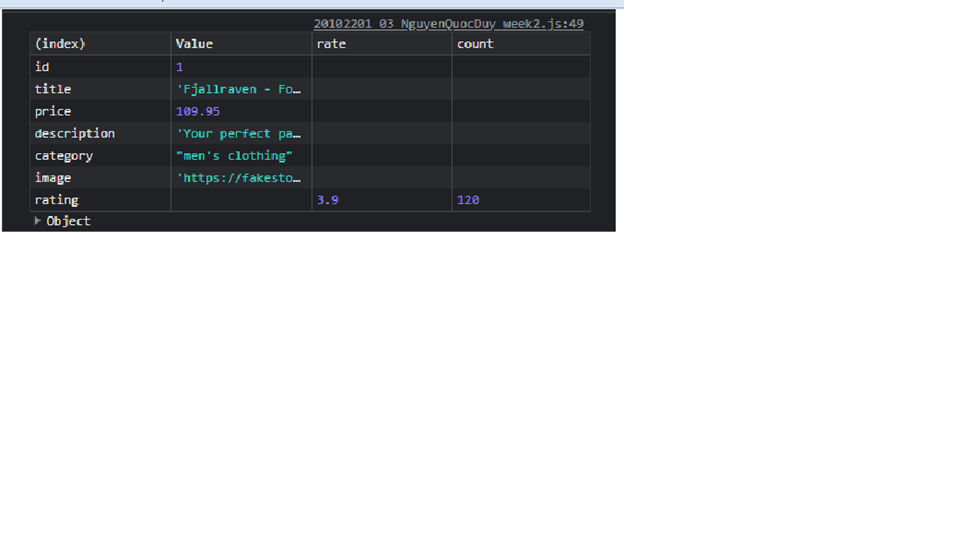 20102201_03_NguyenQuocDuy_week2.js:49
(index) Value rate count
id 1
title 'Fjallraven - Fo…
price 109.95
description 'Your perfect pa…
category "men's clothing"
image 'https://fakesto…
rating 3.9 120
Object